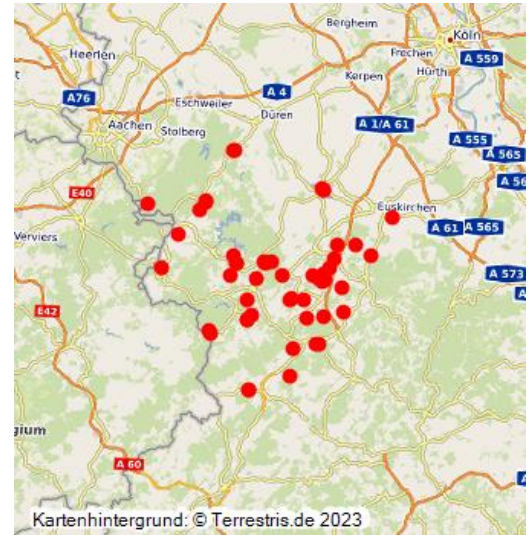 Bergheim
Köln
Heerlen
Frechen
A 559
Kerpen
Hürth
A76
Eschweiler
A 4
Aachen
Stolberg
Düren
A 1/A 61
A 555
A 565
E40
Euskirchen
Verviers
A 61
A 565
A 573
E42
A 60
Kartenhintergrund: © Terrestris.de 2023